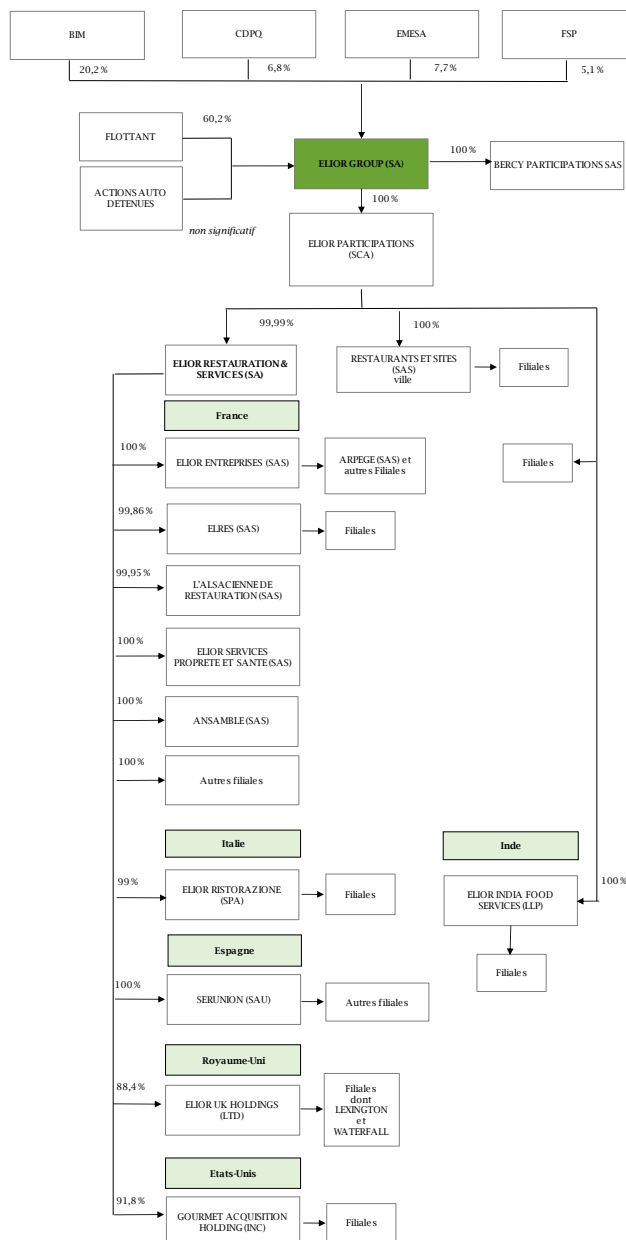 BIM
CDPQ
EMESA
FSP
20,2 %
6,8 %
7,7 %
5,1 %
60,2 %
FLOTTANT
ELIOR GROUP (SA)
100 %
BERCY PARTICIPATIONS SAS
ACTIONS AUTO
DETENUES
non significatif
100 %
ELIOR PARTICIPATIONS
(SCA)
99,99 %
100 %
ELIOR RESTAURATION &
SERVICES (SA)
RESTAURANTS ET SITES
(SAS)
ville
Filiales
France
100 %
ELIOR ENTREPRISES (SAS)
ARPEGE (SAS) et
autres Filiales
Filiales
99,86 %
ELRES (SAS)
Filiales
99,95 %
L'ALSACIENNE DE
RESTAURATION (SAS)
100 %
ELIOR SERVICES
PROPRETE ET SANTE (SAS)
100 %
ANSAMBLE (SAS)
100 %
Autres filiales
Italie
Inde
99 %
ELIOR RISTORAZIONE
(SPA)
Filiales
100 %
ELIOR INDIA FOOD
SERVICES (LLP)
Espagne
Filiales
100 %
SERUNION (SAU)
Autres filiales
Royaume-Uni
88,4 %
ELIOR UK HOLDINGS
(LTD)
Filiales
dont
LEXINGTON
et
WATERFALL
Etats-Unis
91,8 %
GOURMET ACQUISITION
HOLDING (INC)
Filiales